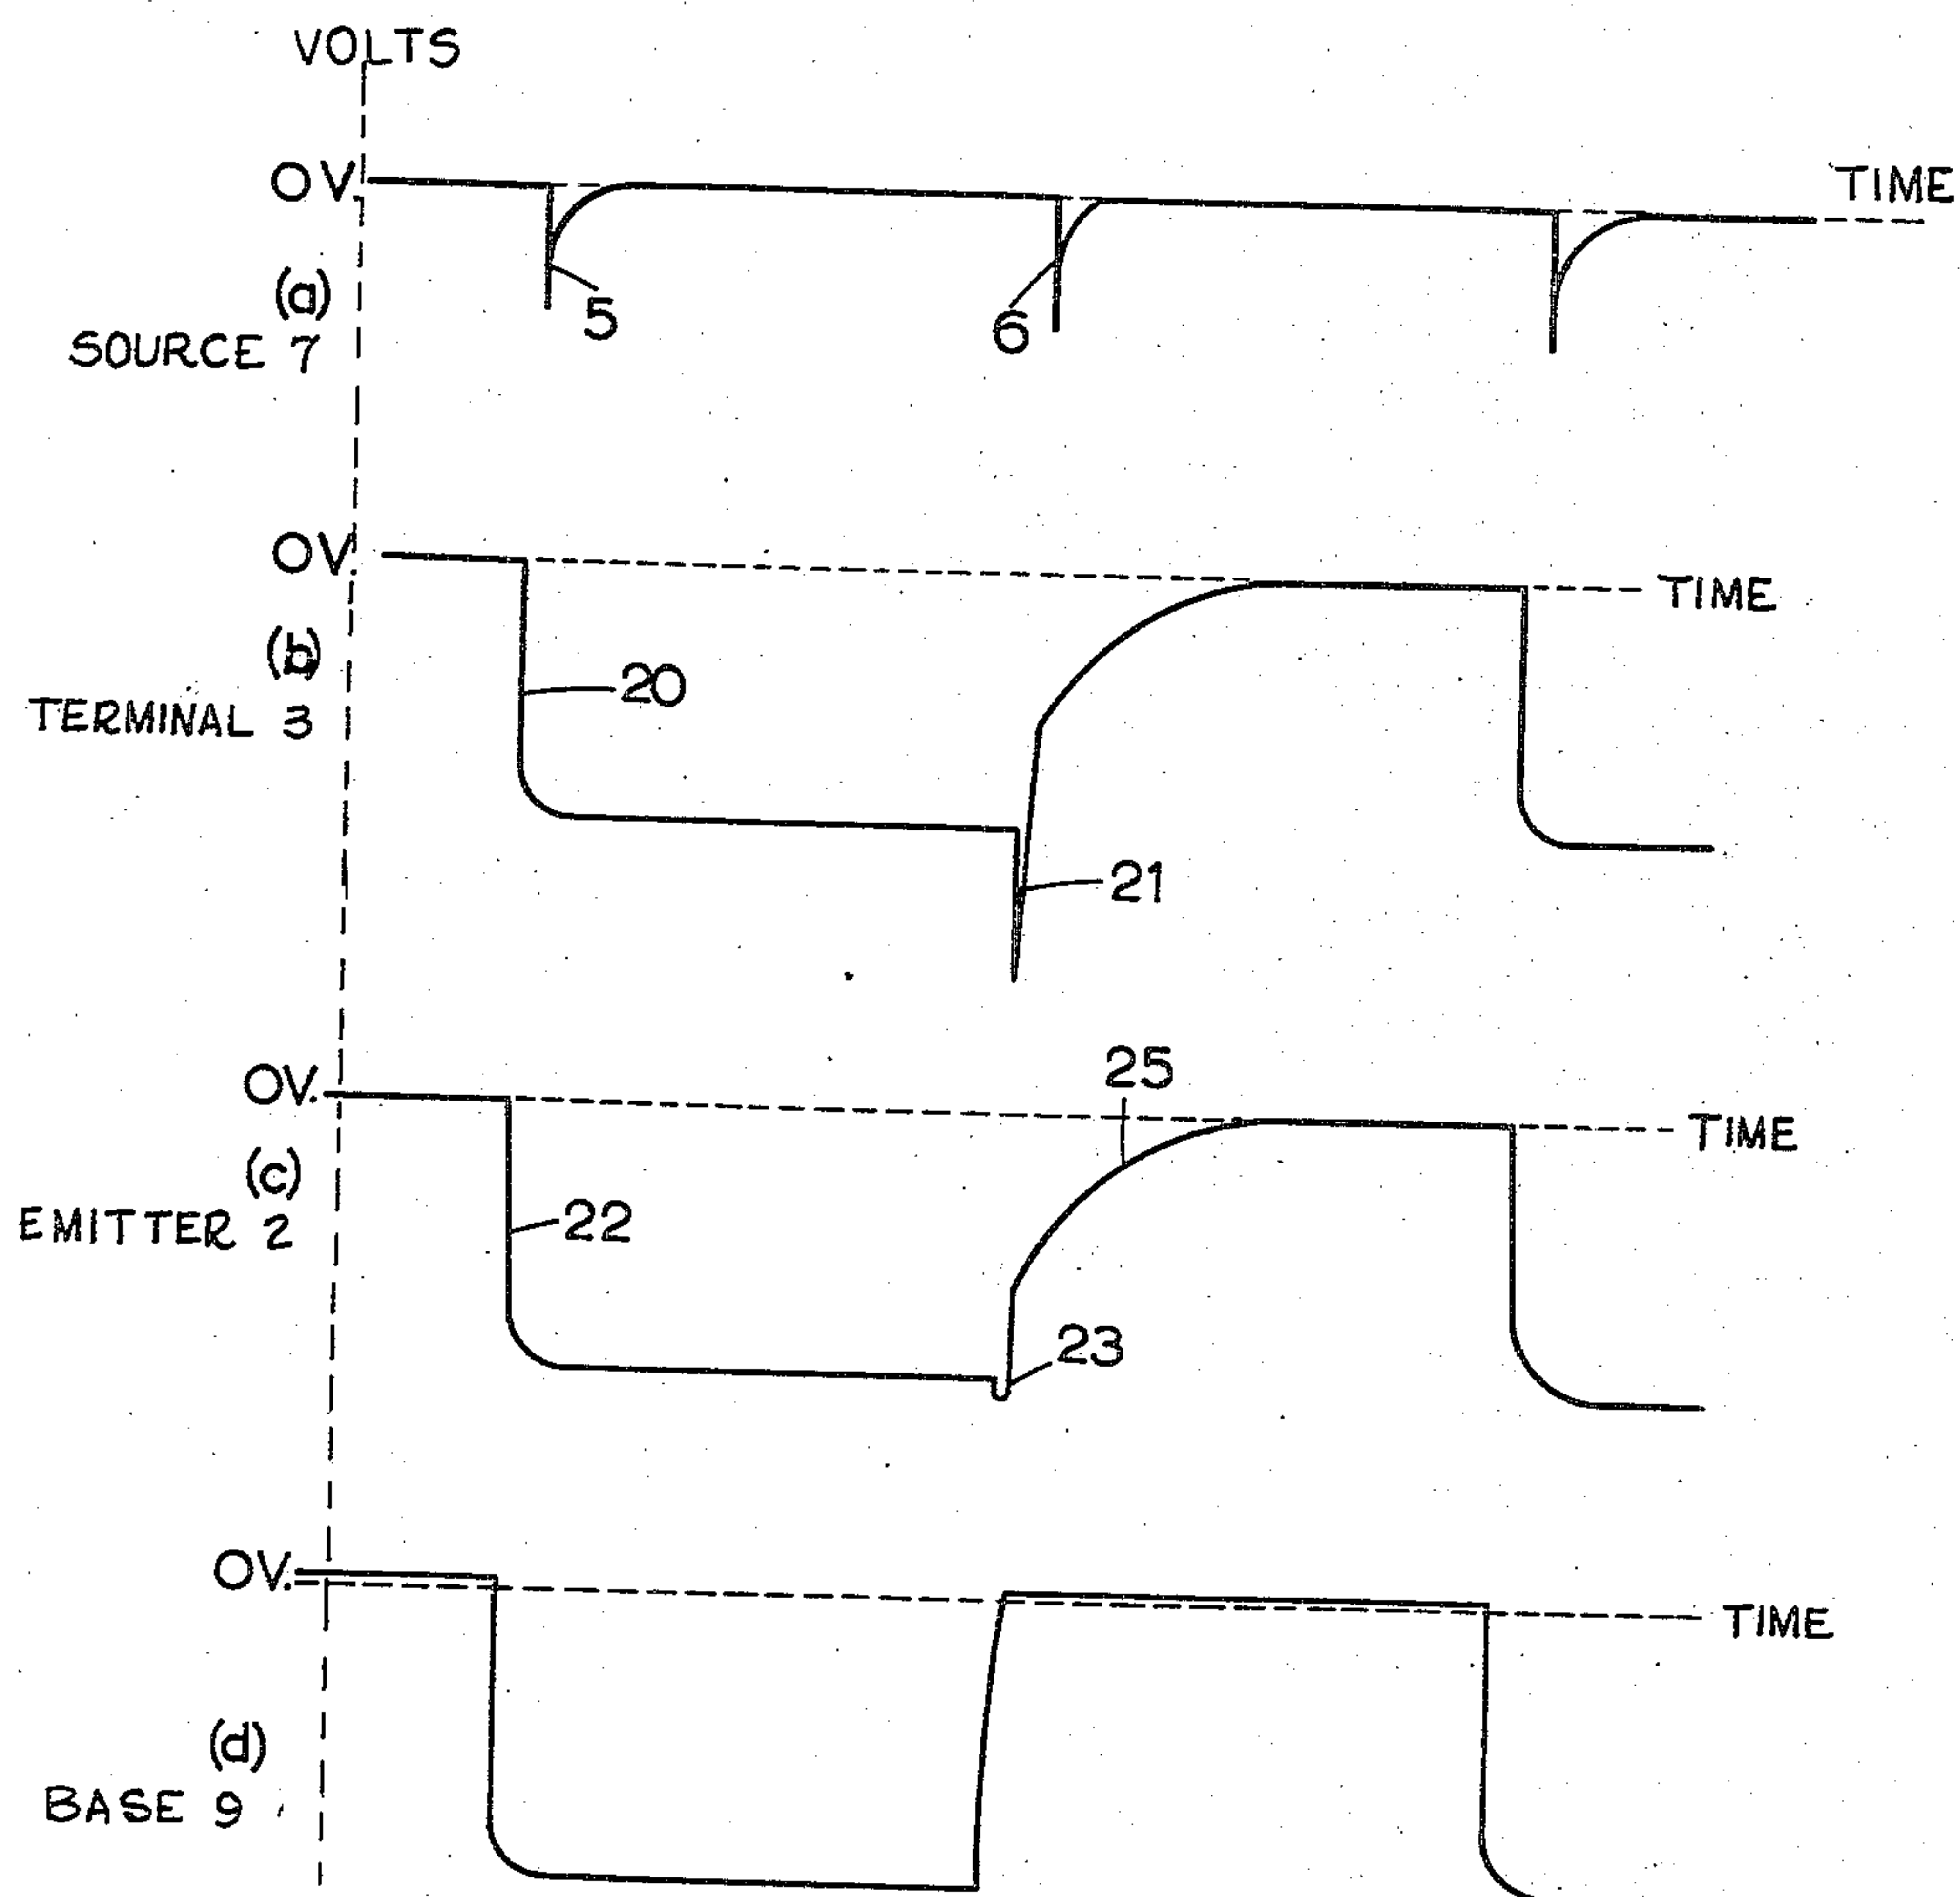 VOLTS
OV.
TIME
(a)
SOURCE 7
5
6
OV.
TIME
(b)
TERMINAL 3
20
21
OV.
TIME
25
(c)
EMITTER 2
22
23
OV.
TIME
(d)
BASE 9